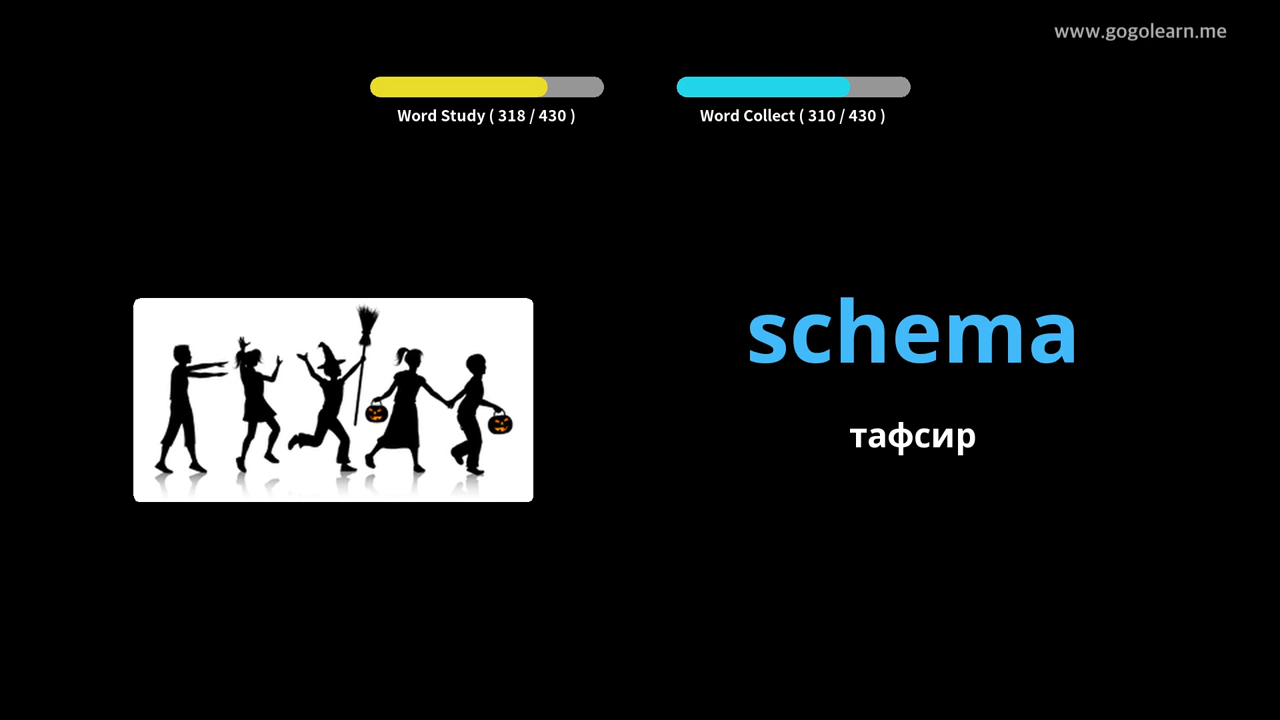 www.gogolearn.me
Word Study ( 318 / 430 )
Word Collect ( 310 / 430 )
schema
тафсир